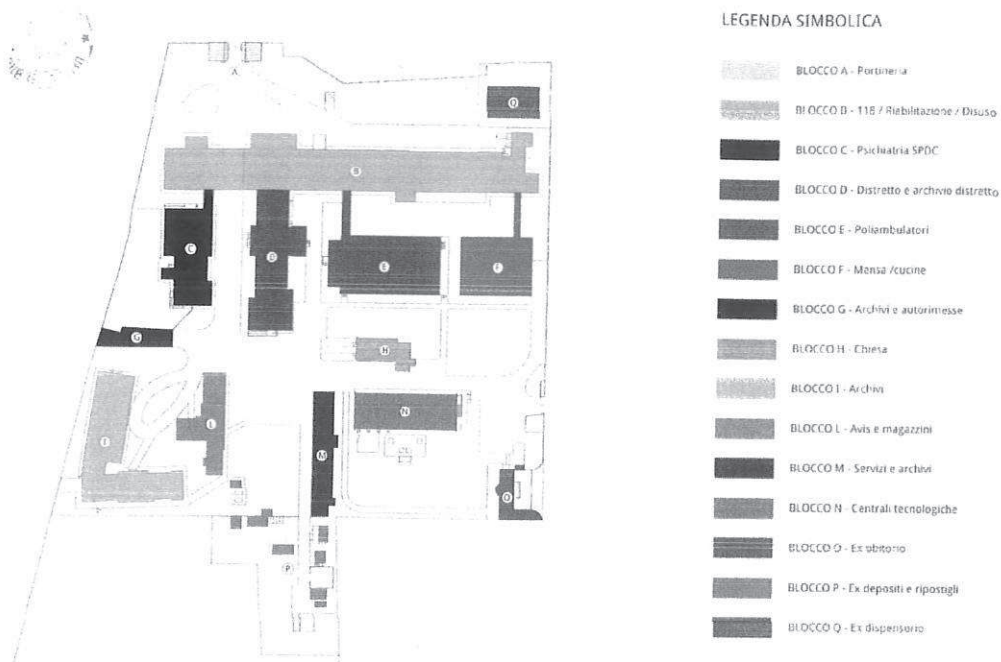 LEGENDA SIMBOLICA
BLOCCO A - Portineria
BLOCCO B - 118 / Riabilitazione / Disuso
BLOCCO C - Psichiatria SPDC
BLOCCO D - Distretto e archivio distretto
BLOCCO E - Poliambulatori
BLOCCO F - Mensa /cucine
BLOCCO G - Archivi e autorimesse
BLOCCO H - Chiesa
BLOCCO I - Archivi
BLOCCO L - Avis e magazzini
BLOCCO M - Servizi e archivi
BLOCCO N - Centrali tecnologiche
BLOCCO O - Ex obitorio
BLOCCO P - Ex depositi e ripostigli
BLOCCO Q - Ex dispensorio
A
Q
B
C
D
E
F
G
H
I
L
N
M
O
P